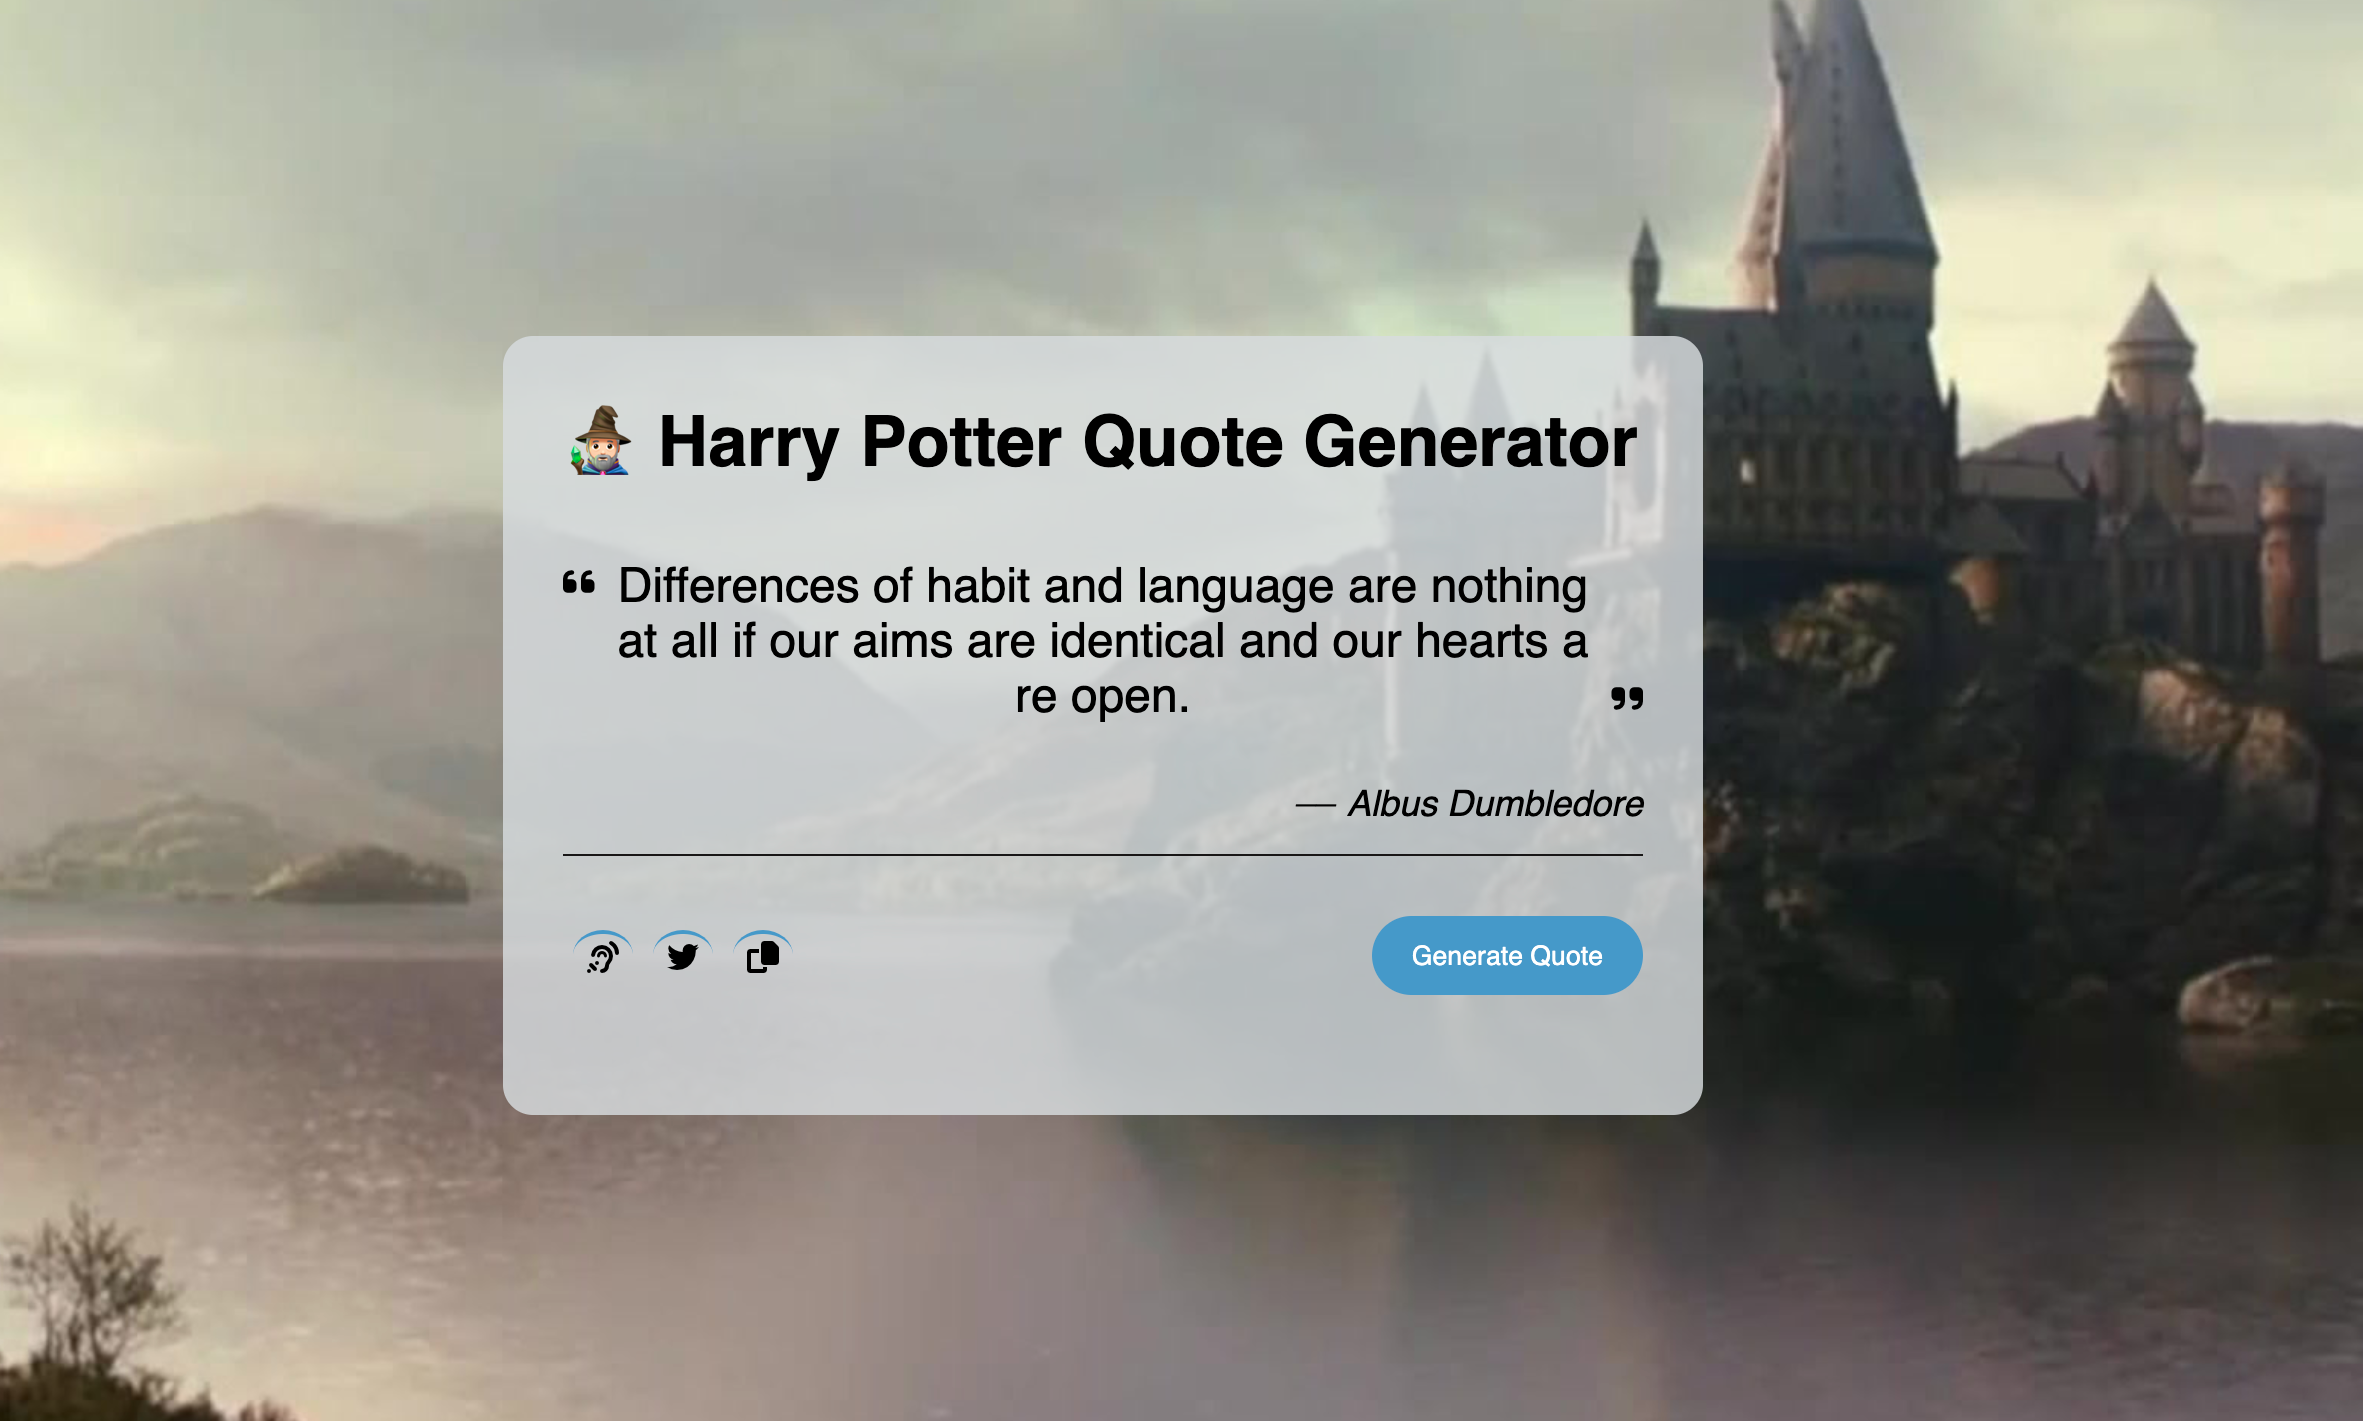 Harry Potter Quote Generator
“ Differences of habit and language are nothing
at all if our aims are identical and our hearts a
re open. ”
— Albus Dumbledore
Generate Quote